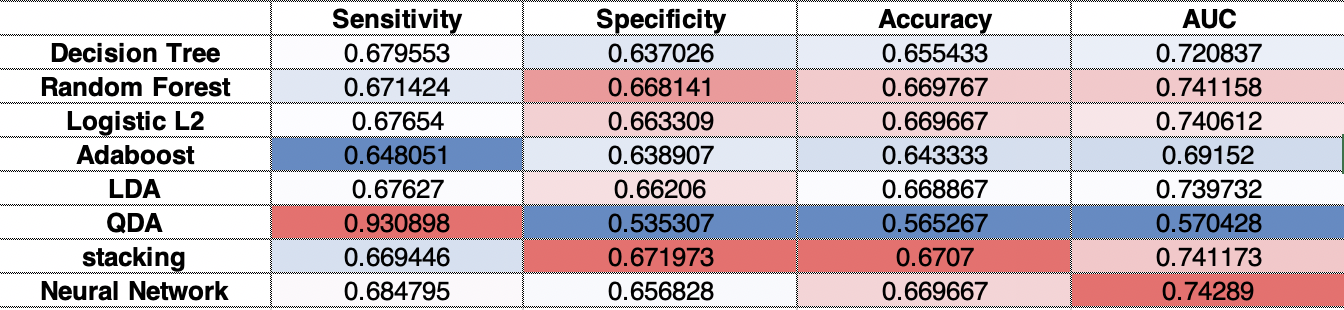 Sensitivity Specificity Accuracy AUC
Decision Tree 0.679553 0.637026 0.655433 0.720837
Random Forest 0.671424 0.668141 0.669767 0.741158
Logistic L2 0.67654 0.663309 0.669667 0.740612
Adaboost 0.648051 0.638907 0.643333 0.69152
LDA 0.67627 0.66206 0.668867 0.739732
QDA 0.930898 0.535307 0.565267 0.570428
stacking 0.669446 0.671973 0.6707 0.741173
Neural Network 0.684795 0.656828 0.669667 0.74289